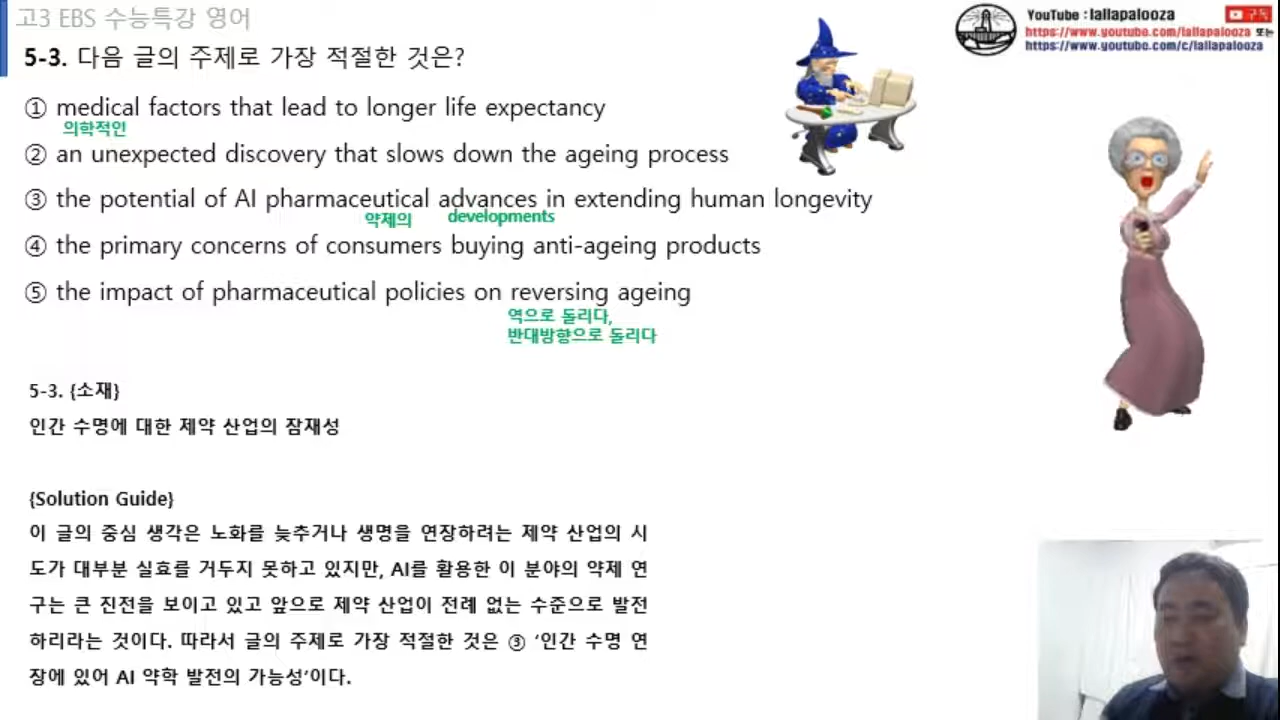 고3 EBS 수능특강 영어
YouTube : lallapalooza
구독
https://www.youtube.com/lallapalooza 또는
https://www.youtube.com/c/lallapalooza
5-3. 다음 글의 주제로 가장 적절한 것은?
① medical factors that lead to longer life expectancy
의학적인
② an unexpected discovery that slows down the ageing process
③ the potential of AI pharmaceutical advances in extending human longevity
약제의 developments
④ the primary concerns of consumers buying anti-ageing products
⑤ the impact of pharmaceutical policies on reversing ageing
역으로 돌리다,
반대방향으로 돌리다
5-3. {소재}
인간 수명에 대한 제약 산업의 잠재성
{Solution Guide}
이 글의 중심 생각은 노화를 늦추거나 생명을 연장하려는 제약 산업의 시
도가 대부분 실효를 거두지 못하고 있지만, AI를 활용한 이 분야의 약제 연
구는 큰 진전을 보이고 있고 앞으로 제약 산업이 전례 없는 수준으로 발전
하리라는 것이다. 따라서 글의 주제로 가장 적절한 것은 ③ ‘인간 수명 연
장에 있어 AI 약학 발전의 가능성’이다.